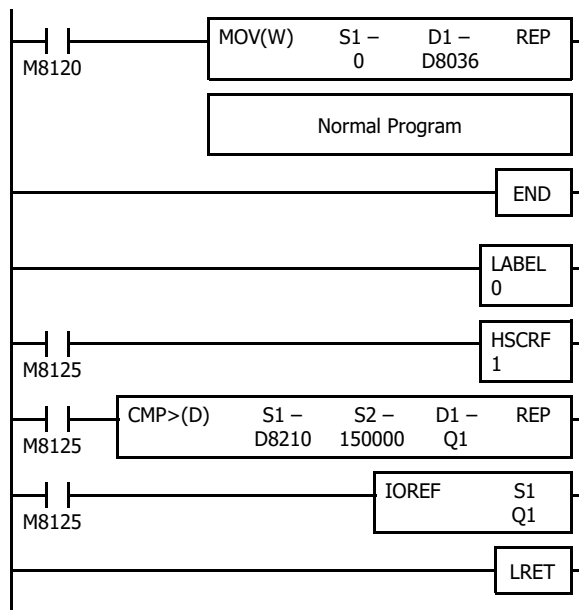 MOV(W) S1 – D1 – REP
0 D8036
M8120
Normal Program
END
LABEL
0
HSCRF
1
M8125
CMP>(D) S1 – S2 – D1 – REP
D8210 150000 Q1
M8125
IOREF S1
Q1
M8125
LRET